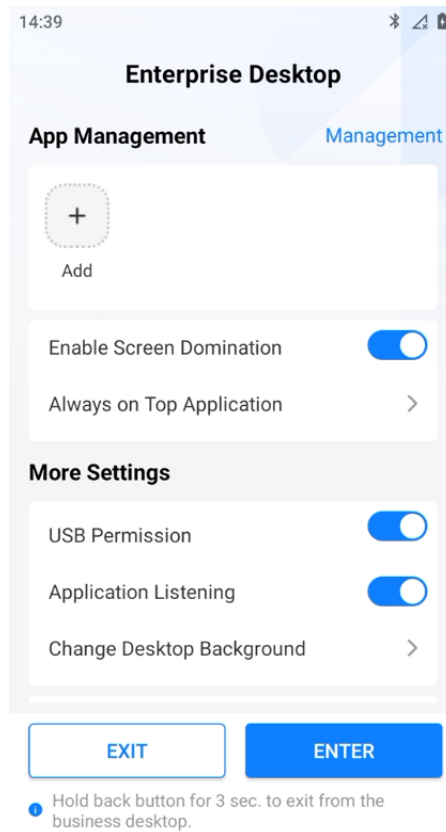 14:39
Enterprise Desktop
App Management
Management
+
Add
Enable Screen Domination
Always on Top Application
More Settings
USB Permission
Application Listening
Change Desktop Background
EXIT
ENTER
Hold back button for 3 sec. to exit from the
business desktop.